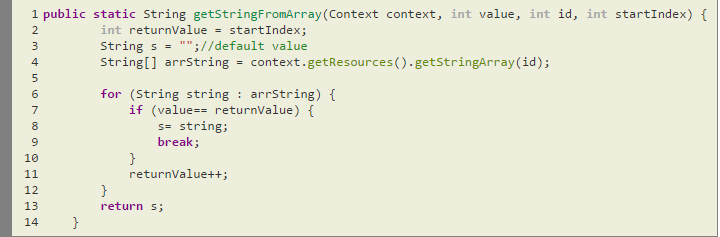 1 public static String getStringFromArray(Context context, int value, int id, int startIndex) {
2         int returnValue = startIndex;
3         String s = "";//default value
4         String[] arrString = context.getResources().getStringArray(id);
5
6         for (String string : arrString) {
7             if (value== returnValue) {
8                 s= string;
9                 break;
10             }
11             returnValue++;
12         }
13         return s;
14     }